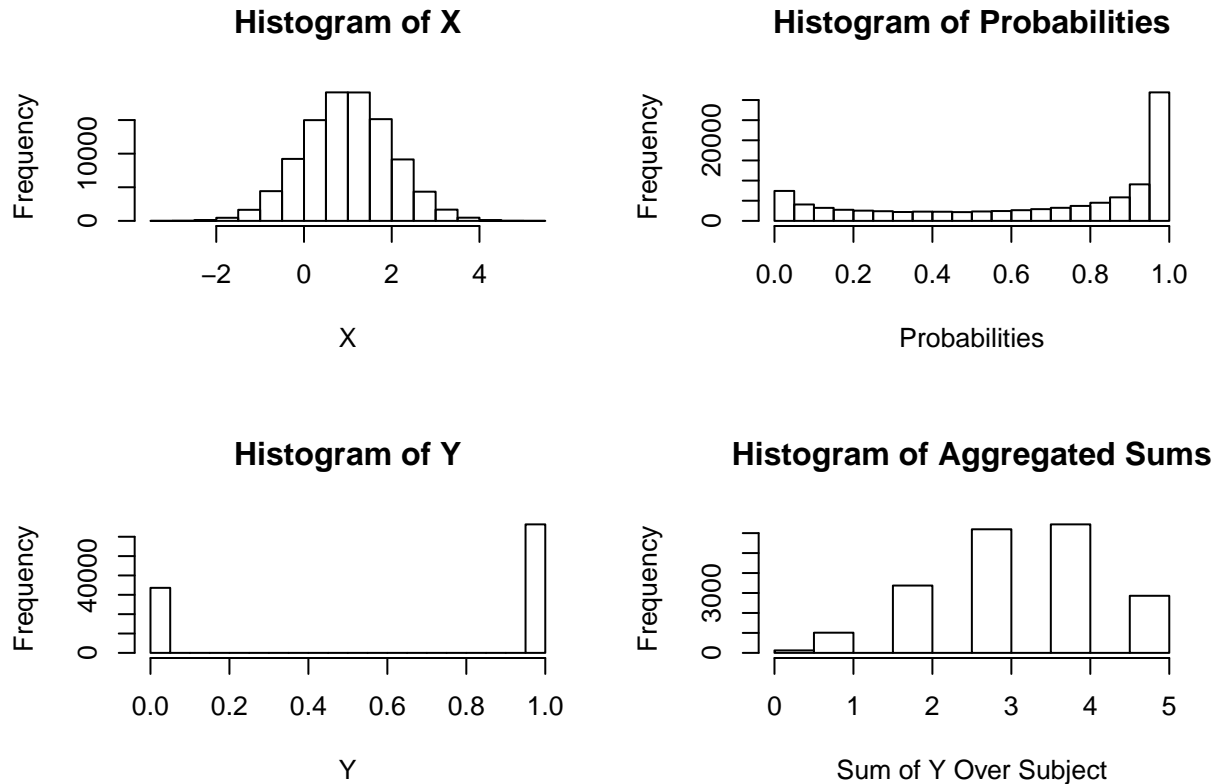 Histogram of X
Frequency
0 10000
−2 0 2 4
X
Histogram of Probabilities
Frequency
0 20000
0.0 0.2 0.4 0.6 0.8 1.0
Probabilities
Histogram of Y
Frequency
0 40000
0.0 0.2 0.4 0.6 0.8 1.0
Y
Histogram of Aggregated Sums
Frequency
0 3000
0 1 2 3 4 5
Sum of Y Over Subject